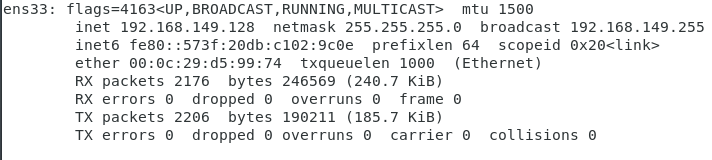 ens33: flags=4163<UP,BROADCAST,RUNNING,MULTICAST>  mtu 1500
        inet 192.168.149.128  netmask 255.255.255.0  broadcast 192.168.149.255
        inet6 fe80::573f:20db:c102:9c0e  prefixlen 64  scopeid 0x20<link>
        ether 00:0c:29:d5:99:74  txqueuelen 1000  (Ethernet)
        RX packets 2176  bytes 246569 (240.7 KiB)
        RX errors 0  dropped 0  overruns 0  frame 0
        TX packets 2206  bytes 190211 (185.7 KiB)
        TX errors 0  dropped 0 overruns 0  carrier 0  collisions 0